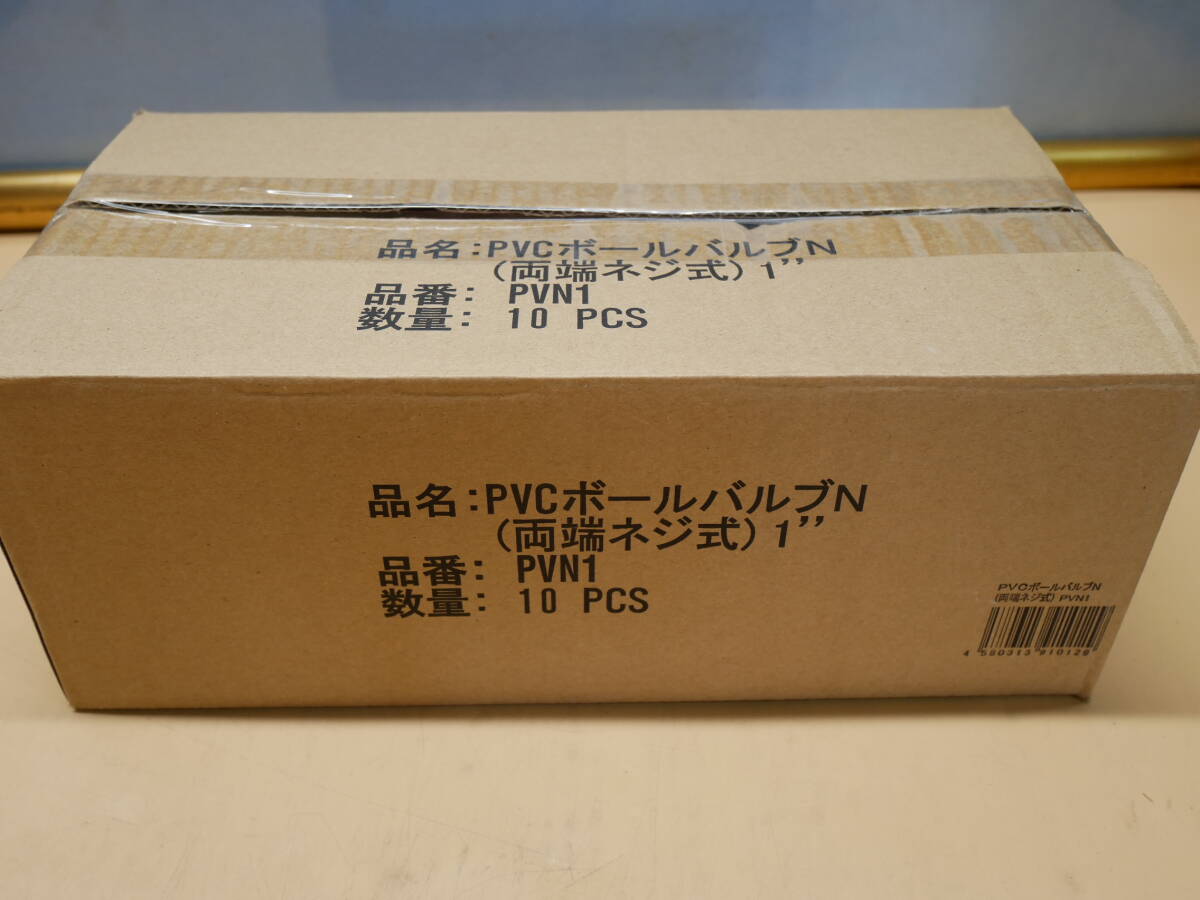 品名:PVCボールバルブN
(両端ネジ式)1''
品番: PVN1
数量: 10 PCS
品名:PVCボールバルブN
(両端ネジ式)1''
品番: PVN1
数量: 10 PCS
PVCボールバルブN
(両端ネジ式) PVN1
4 580313 910129